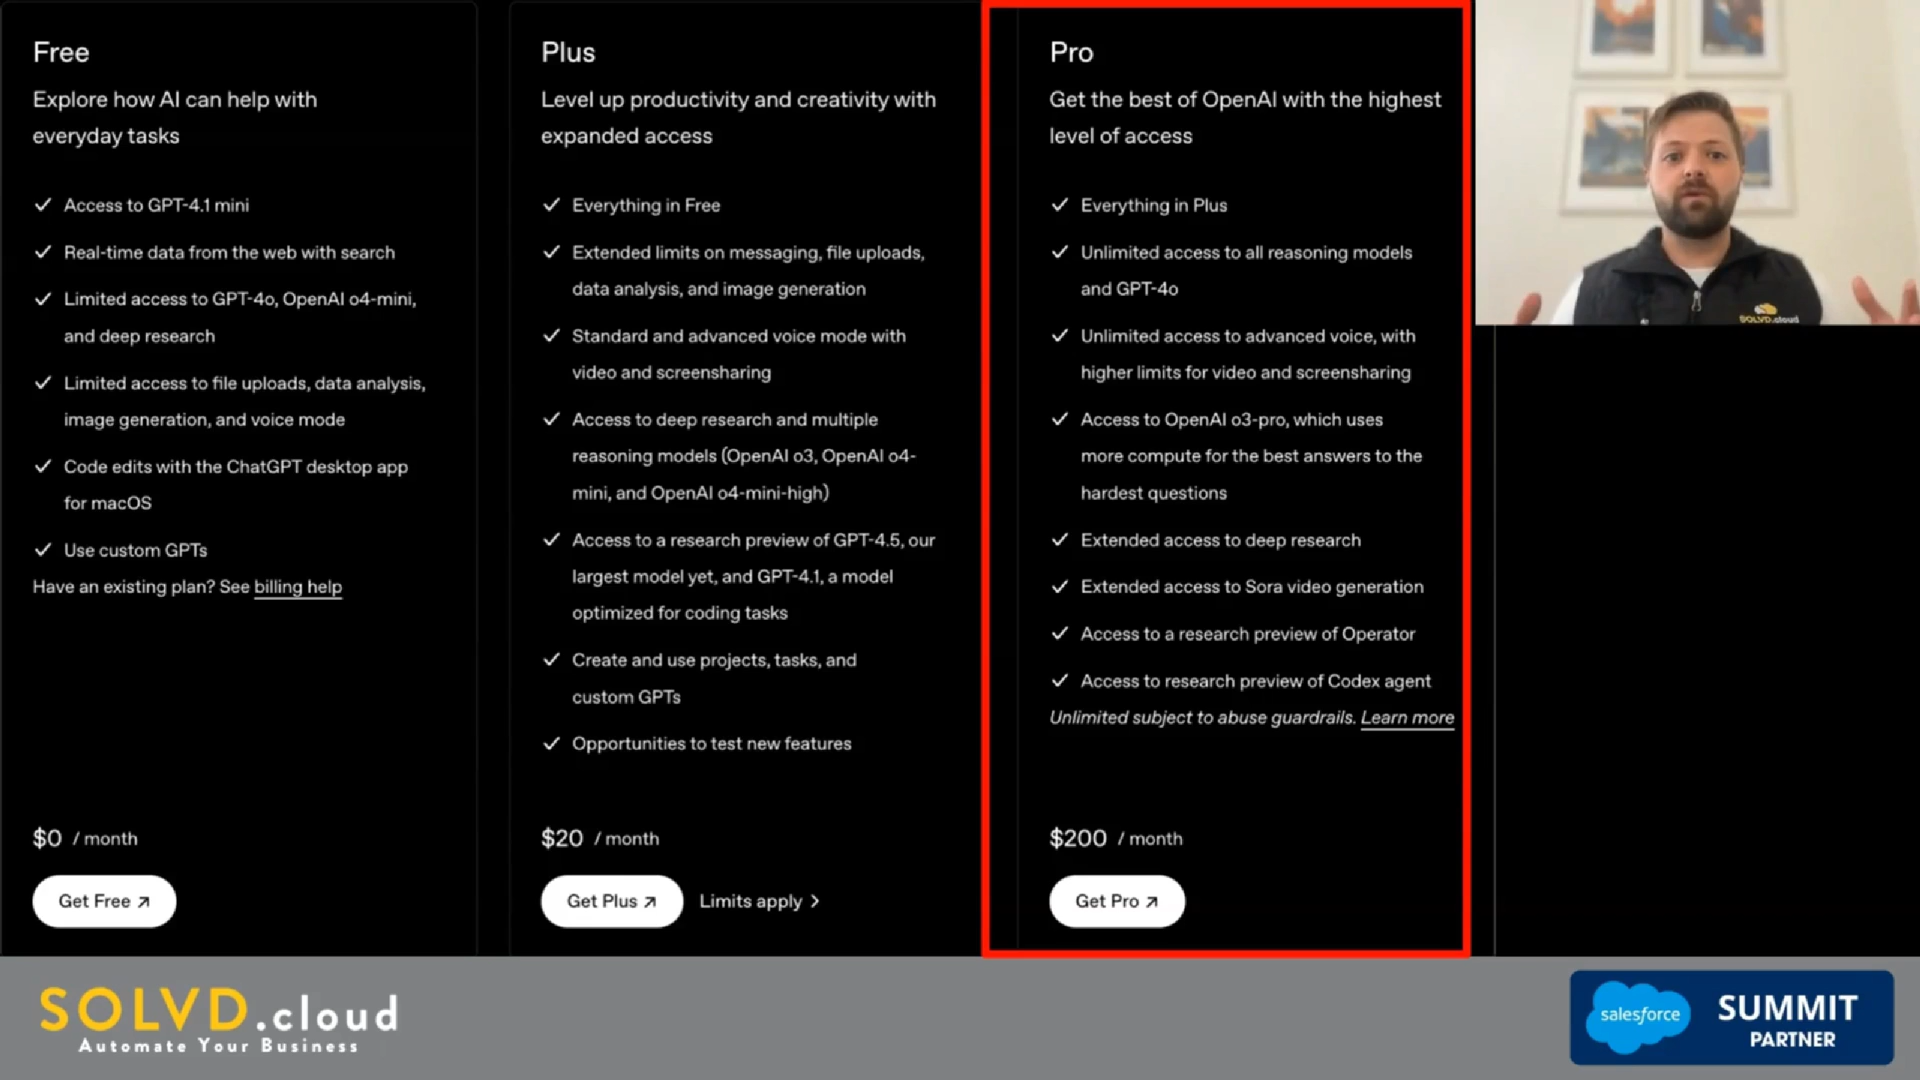 Free
Explore how AI can help with
everyday tasks
Access to GPT-4.1 mini
Real-time data from the web with search
Limited access to GPT-4o, OpenAI o4-mini,
and deep research
Limited access to file uploads, data analysis,
image generation, and voice mode
Code edits with the ChatGPT desktop app
for macOS
Use custom GPTs
Have an existing plan? See billing help
$0 / month
Get Free ↗
Plus
Level up productivity and creativity with
expanded access
Everything in Free
Extended limits on messaging, file uploads,
data analysis, and image generation
Standard and advanced voice mode with
video and screensharing
Access to deep research and multiple
reasoning models (OpenAI o3, OpenAI o4-
mini, and OpenAI o4-mini-high)
Access to a research preview of GPT-4.5, our
largest model yet, and GPT-4.1, a model
optimized for coding tasks
Create and use projects, tasks, and
custom GPTs
Opportunities to test new features
$20 / month
Get Plus ↗ Limits apply >
Pro
Get the best of OpenAI with the highest
level of access
Everything in Plus
Unlimited access to all reasoning models
and GPT-4o
Unlimited access to advanced voice, with
higher limits for video and screensharing
Access to OpenAI o3-pro, which uses
more compute for the best answers to the
hardest questions
Extended access to deep research
Extended access to Sora video generation
Access to a research preview of Operator
Access to research preview of Codex agent
Unlimited subject to abuse guardrails. Learn more
$200 / month
Get Pro ↗
SOLVD.cloud
SOLVD.cloud
Automate Your Business
salesforce
SUMMIT
PARTNER